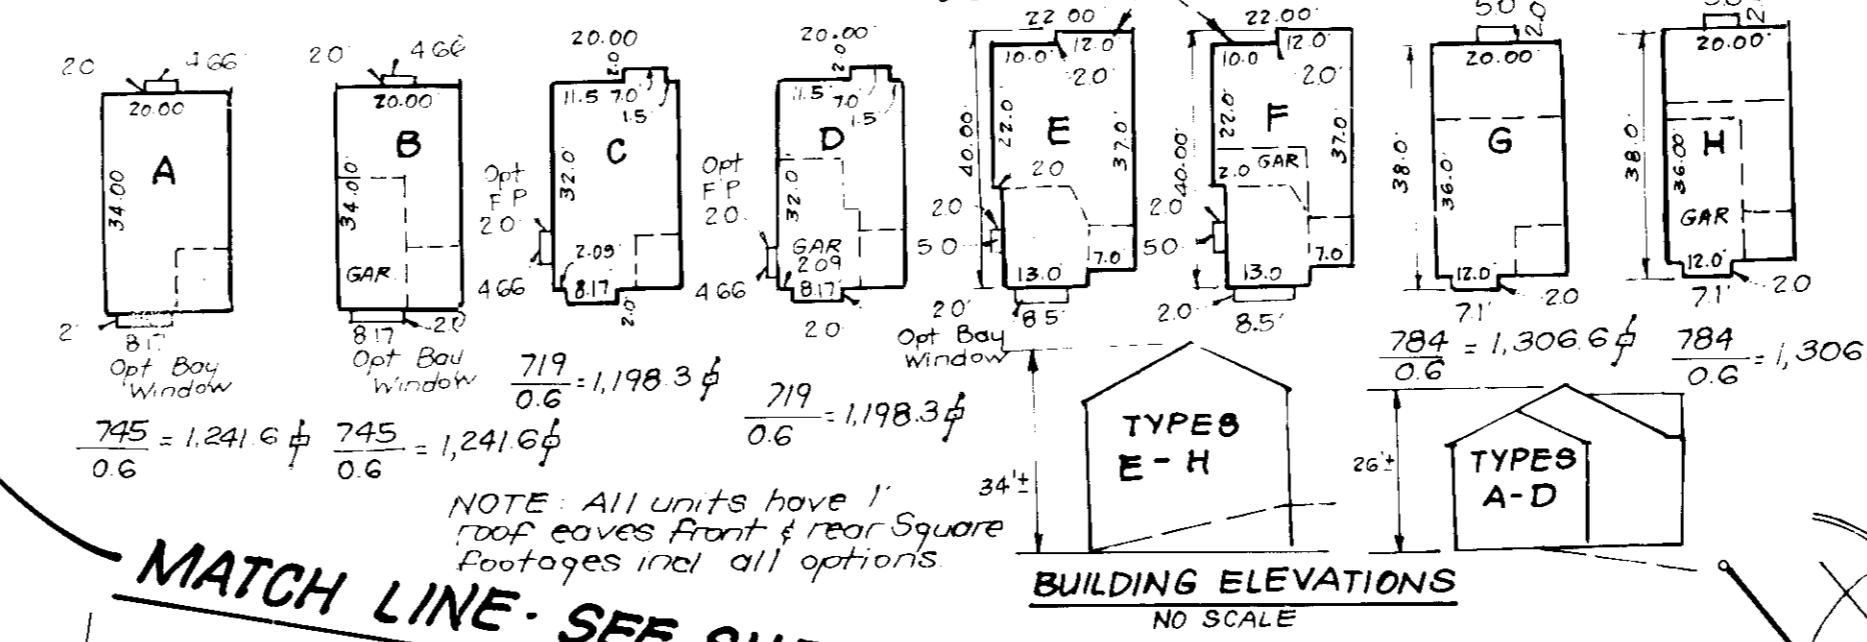 20 4 66
20.00
A
34.00
2'
8 17
Opt Bay
Window
745
0.6
= 1,241.6
20' 4 66
20.00
B
34.00
GAR.
8 17
2.0
Opt Bay
Window
745
0.6
= 1,241.6
20.00
2.0
11.5 7.0'
1.5'
C
32.0'
Opt
F P
2 0
2.09
8.17
4 66
2.0'
719
0.6
= 1,198.3
20.00
2.0
11.5' 7.0'
1.5'
D
32.0'
Opt
F P
2 0.
GAR
2.09
8.17'
4 66
2 0
719
0.6
= 1,198.3
22 00'
10.0' 12.0'
2.0'
40.00'
22.0'
E
37.0'
2 0
2.0
5 0
13.0'
7.0'
2 0'
8 5'
Opt Bay
Window
22.00'
10.0 12.0'
2.0'
40.00'
22.0'
F
37.0'
GAR
2.0
2.0'
5.0
13.0
7.0'
2.0
8.5'
5.0
2.0
20.00'
38.0'
36.0'
G
12.0'
2.0
7.1'
784
0.6
= 1,306.6
20.00'
38.0'
36.00'
H
GAR
12.0'
2.0
7.1'
784
0.6
= 1,306
NOTE: All units have 1'
roof eaves front & rear Square
footages incl all options.
34'±
TYPES
E - H
26'±
TYPES
A-D
BUILDING ELEVATIONS
NO SCALE
MATCH LINE - SEE